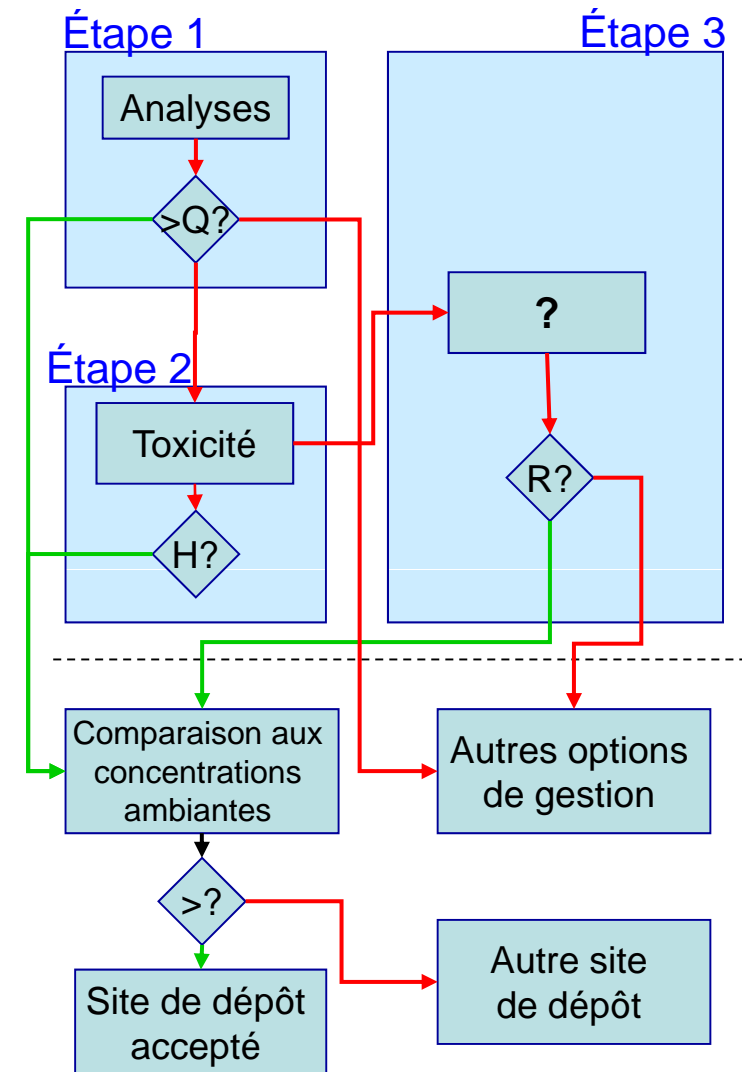 Étape 1
Analyses
>Q?
Étape 2
Toxicité
H?
Étape 3
?
R?
Comparaison aux
concentrations
ambiantes
Autres options
de gestion
>?
Site de dépôt
accepté
Autre site
de dépôt